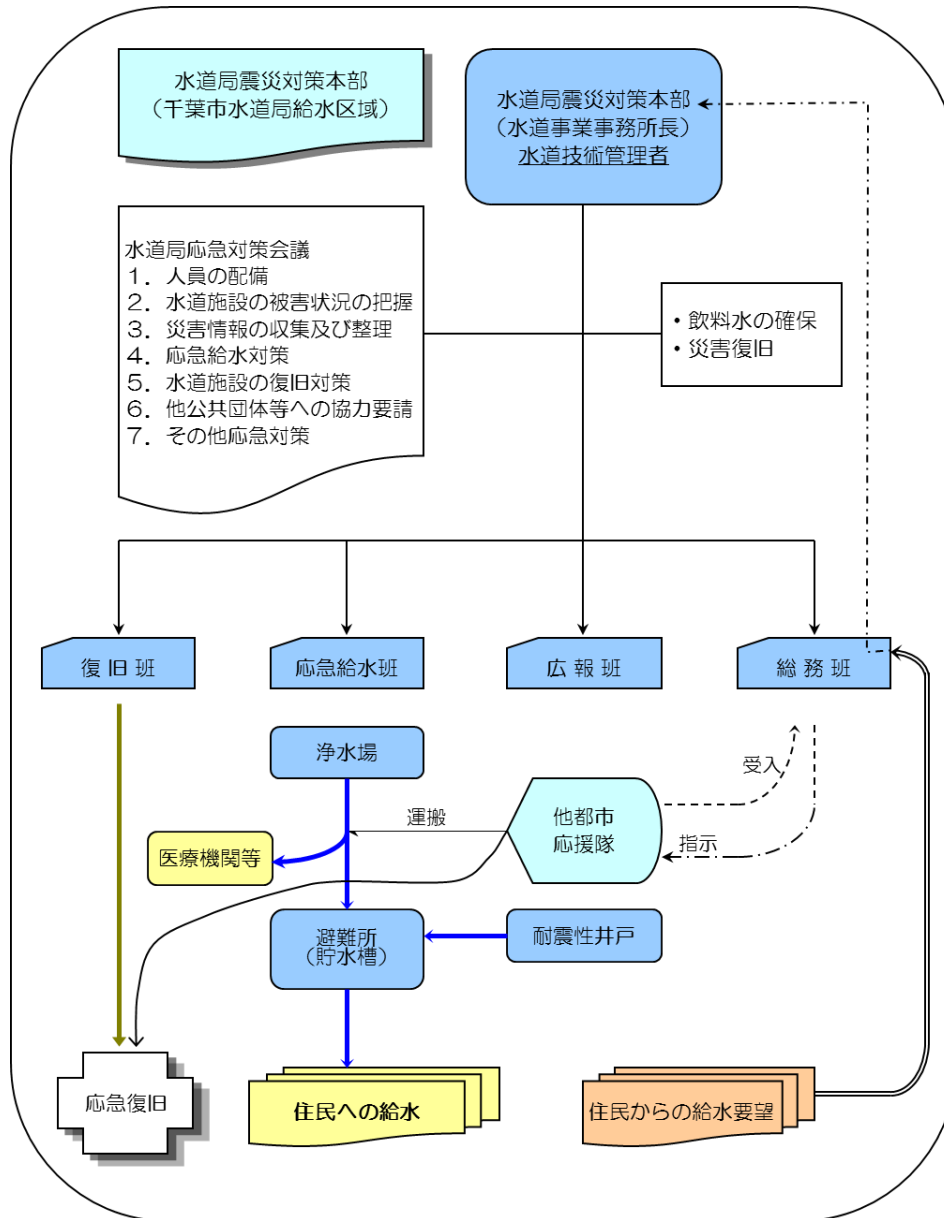 水道局震災対策本部
（千葉市水道局給水区域）
水道局震災対策本部
（水道事業事務所長）
水道技術管理者
水道局応急対策会議
１．人員の配備
２．水道施設の被害状況の把握
３．災害情報の収集及び整理
４．応急給水対策
５．水道施設の復旧対策
６．他公共団体等への協力要請
７．その他応急対策
・飲料水の確保
・災害復旧
復 旧 班
応急給水班
広 報 班
総 務 班
浄水場
受入
運搬
他都市
応援隊
指示
医療機関等
避難所
（貯水槽）
耐震性井戸
応急復旧
住民への給水
住民からの給水要望